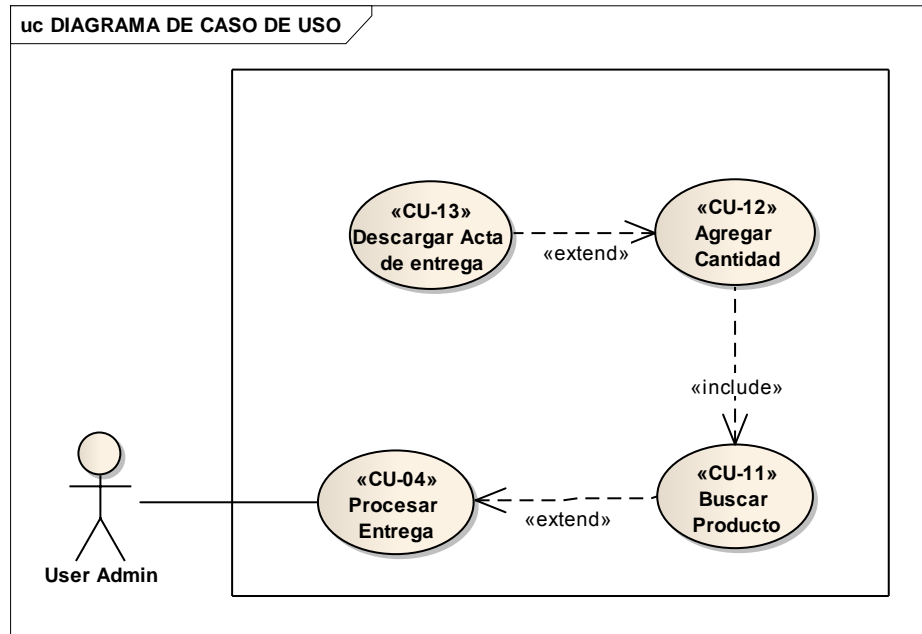 uc DIAGRAMA DE CASO DE USO
«CU-13»
Descargar Acta
de entrega
«extend»
«CU-12»
Agregar
Cantidad
«include»
«CU-04»
Procesar
Entrega
«extend»
«CU-11»
Buscar
Producto
User Admin